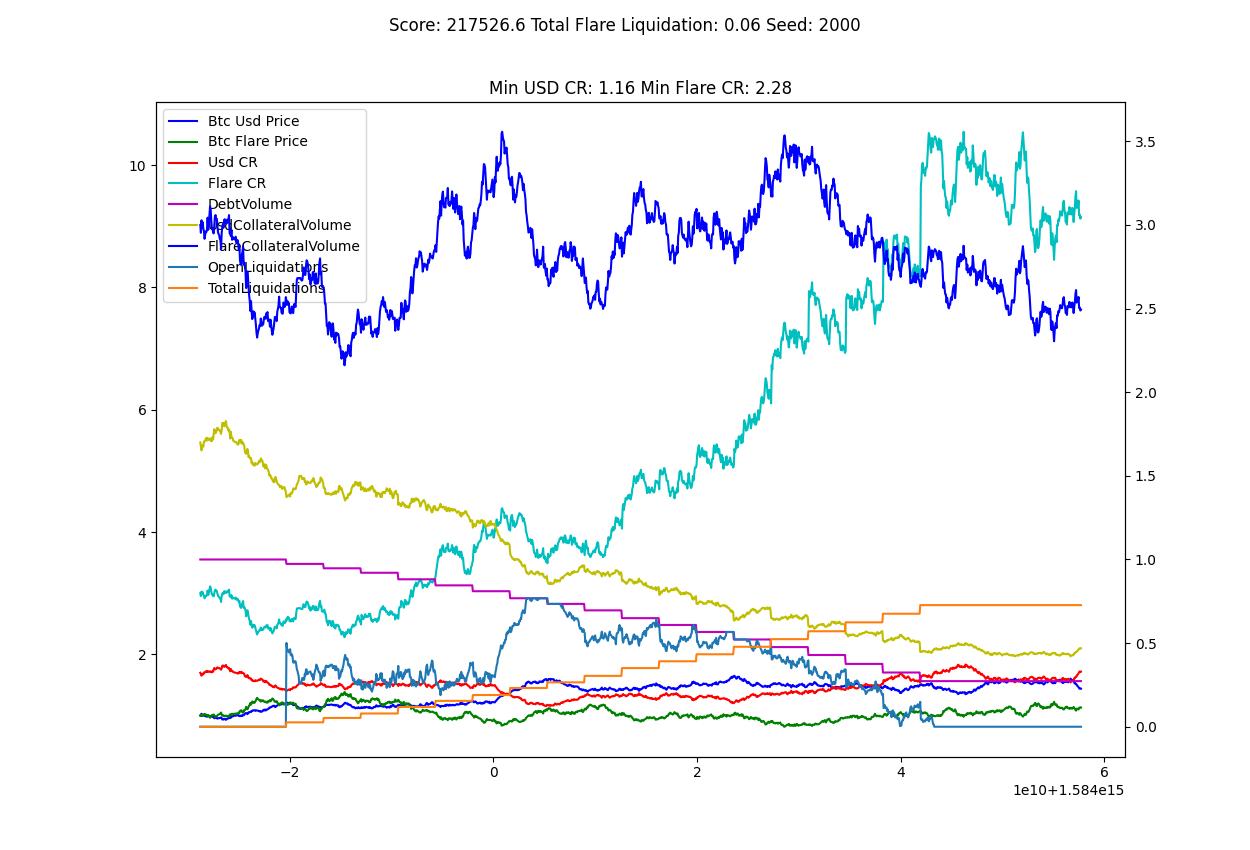 Score: 217526.6 Total Flare Liquidation: 0.06 Seed: 2000
Min USD CR: 1.16 Min Flare CR: 2.28
Btc Usd Price
Btc Flare Price
Usd CR
Flare CR
DebtVolume
UsdCollateralVolume
FlareCollateralVolume
OpenLiquidations
TotalLiquidations
10
8
6
4
2
3.5
3.0
2.5
2.0
1.5
1.0
0.5
0.0
−2
0
2
4
6
1e10+1.584e15